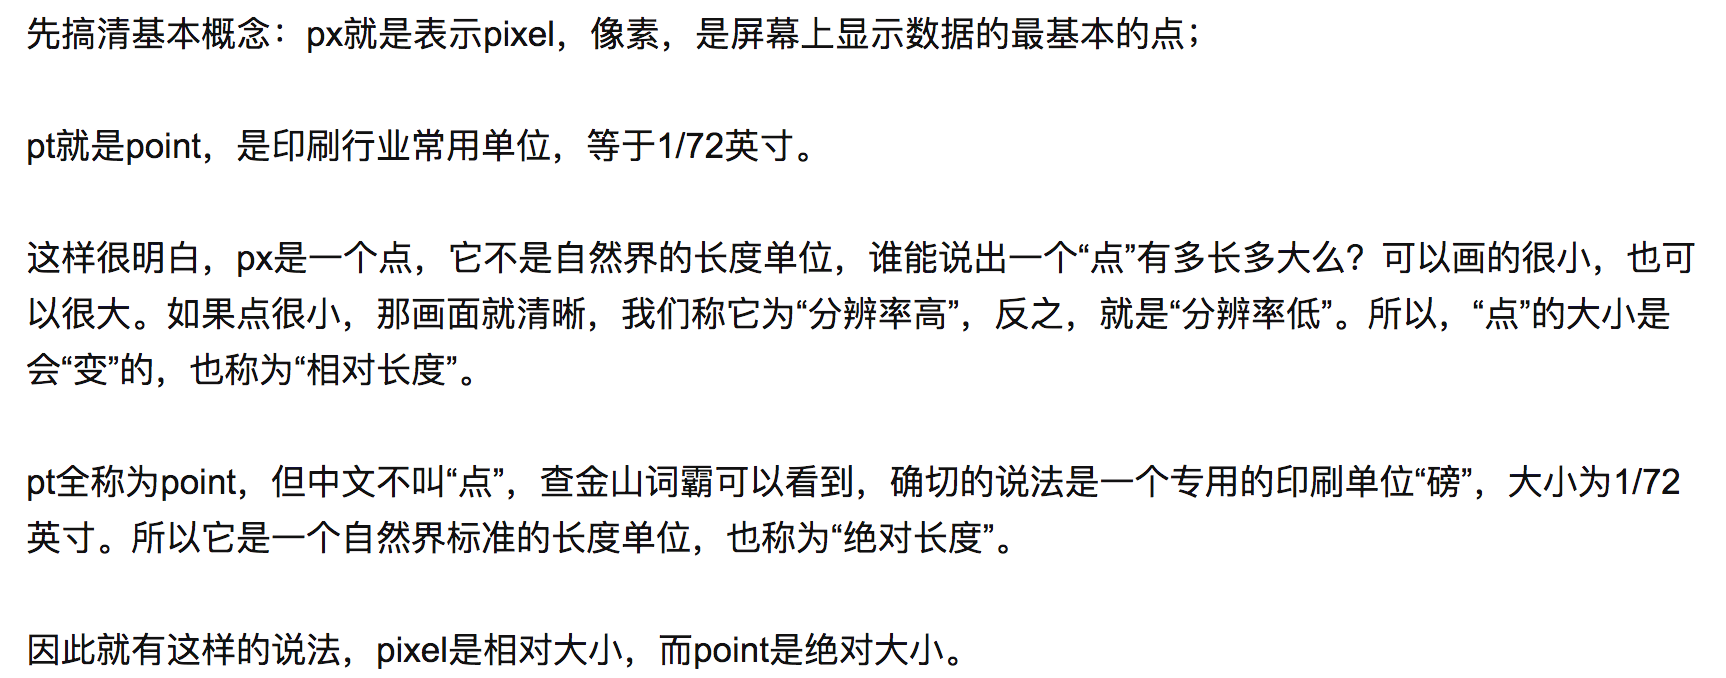 先搞清基本概念：px就是表示pixel，像素，是屏幕上显示数据的最基本的点；
pt就是point，是印刷行业常用单位，等于1/72英寸。
这样很明白，px是一个点，它不是自然界的长度单位，谁能说出一个“点”有多长多大么？可以画的很小，也可
以很大。如果点很小，那画面就清晰，我们称它为“分辨率高”，反之，就是“分辨率低”。所以，“点”的大小是
会“变”的，也称为“相对长度”。
pt全称为point，但中文不叫“点”，查金山词霸可以看到，确切的说法是一个专用的印刷单位“磅”，大小为1/72
英寸。所以它是一个自然界标准的长度单位，也称为“绝对长度”。
因此就有这样的说法，pixel是相对大小，而point是绝对大小。